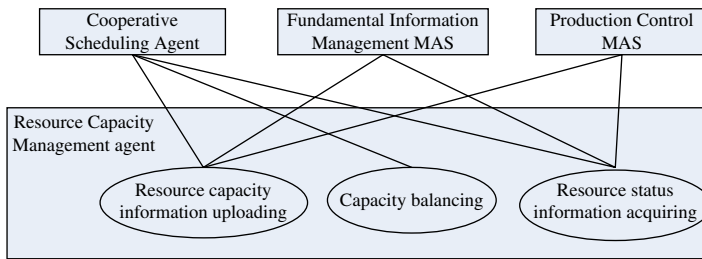 Cooperative
Scheduling Agent
Fundamental Information
Management MAS
Production Control
MAS
Resource Capacity
Management agent
Resource capacity
information uploading
Capacity balancing
Resource status
information acquiring